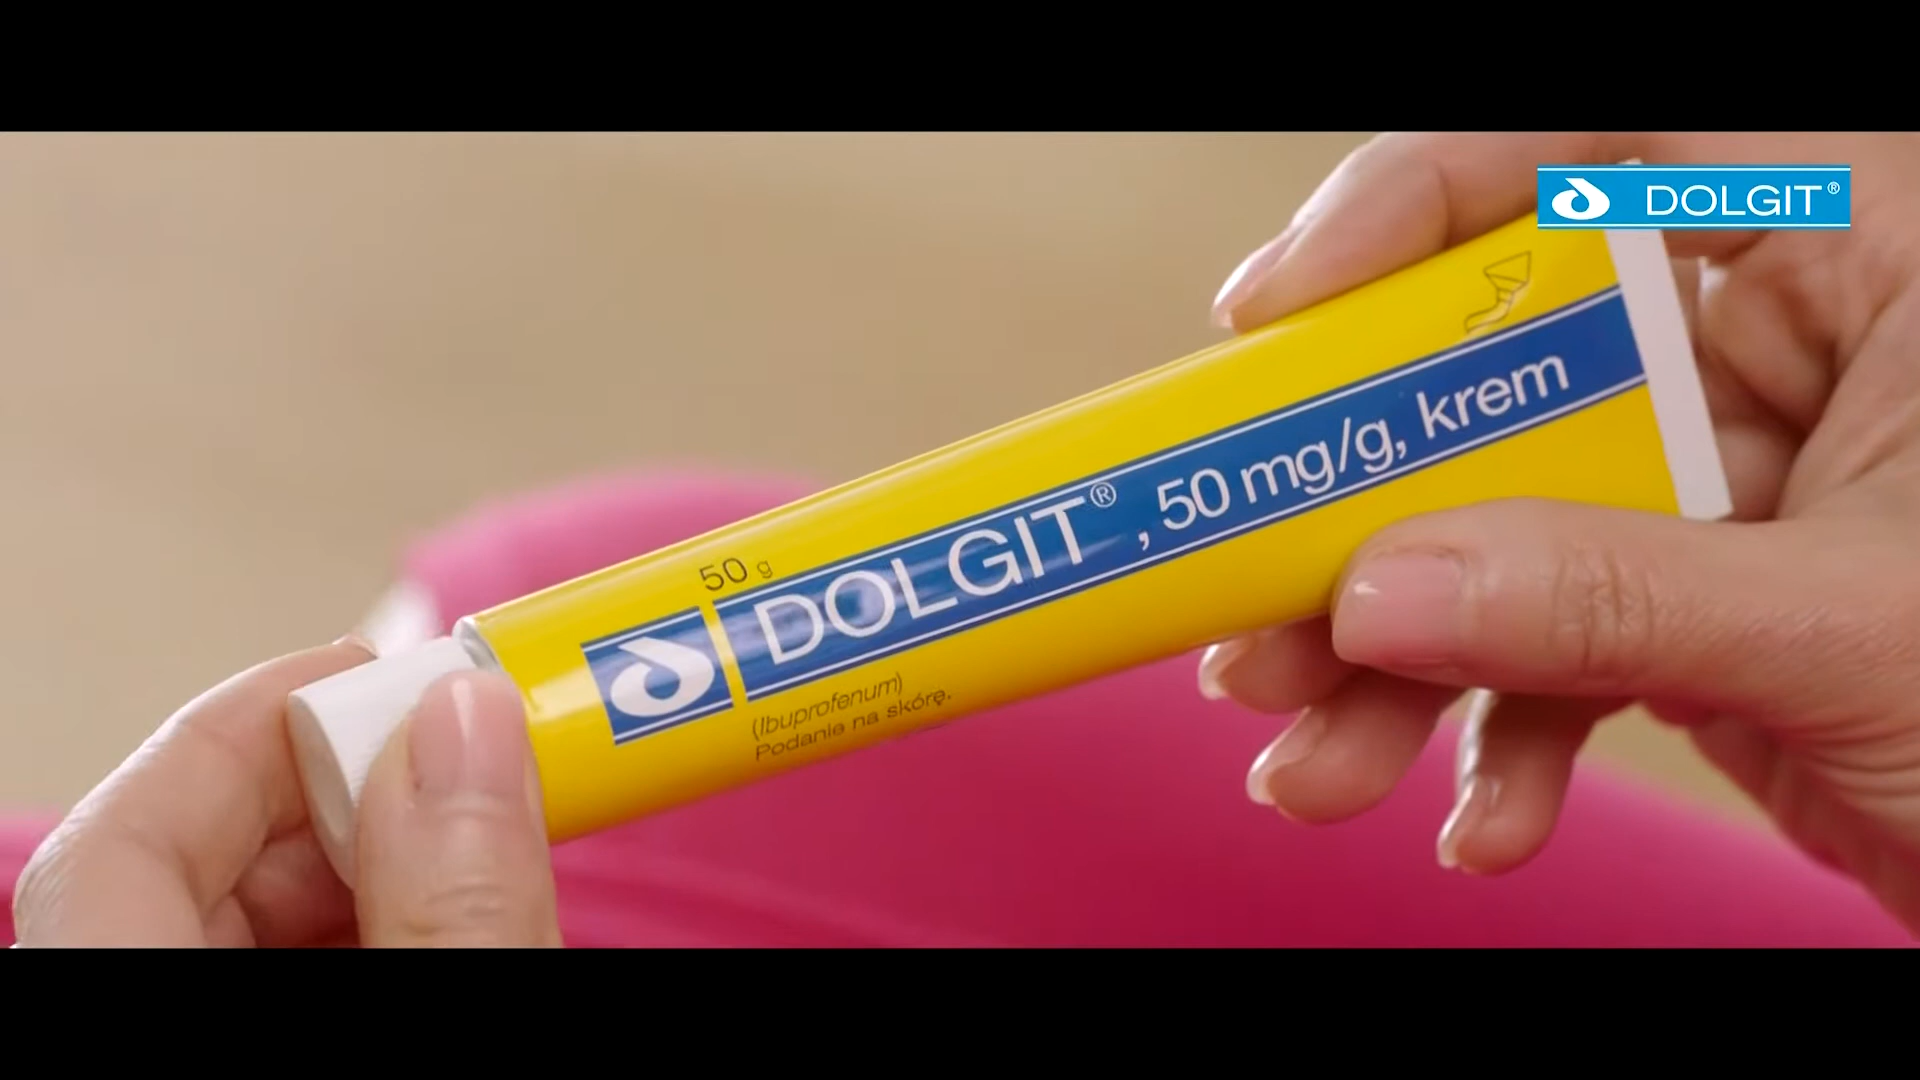 DOLGIT®
50 g
DOLGIT®, 50 mg/g, krem
(Ibuprofenum)
Podanie na skórę.